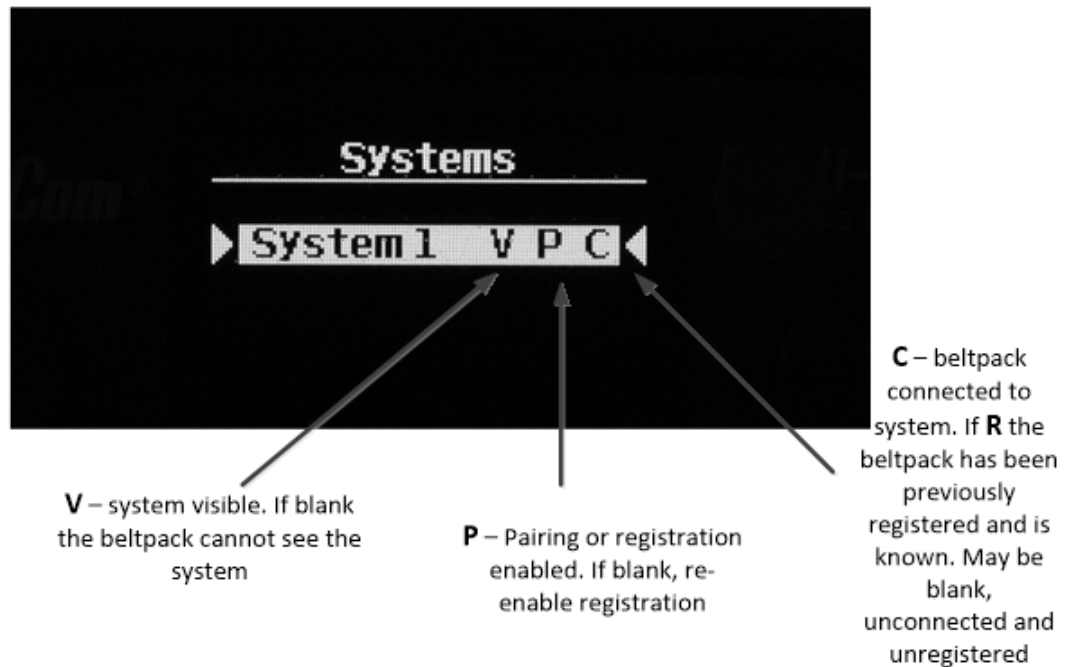 Systems
System 1 V P C
V – system visible. If blank
the beltpack cannot see the
system
P – Pairing or registration
enabled. If blank, re-
enable registration
C – beltpack
connected to
system. If R the
beltpack has been
previously
registered and is
known. May be
blank,
unconnected and
unregistered